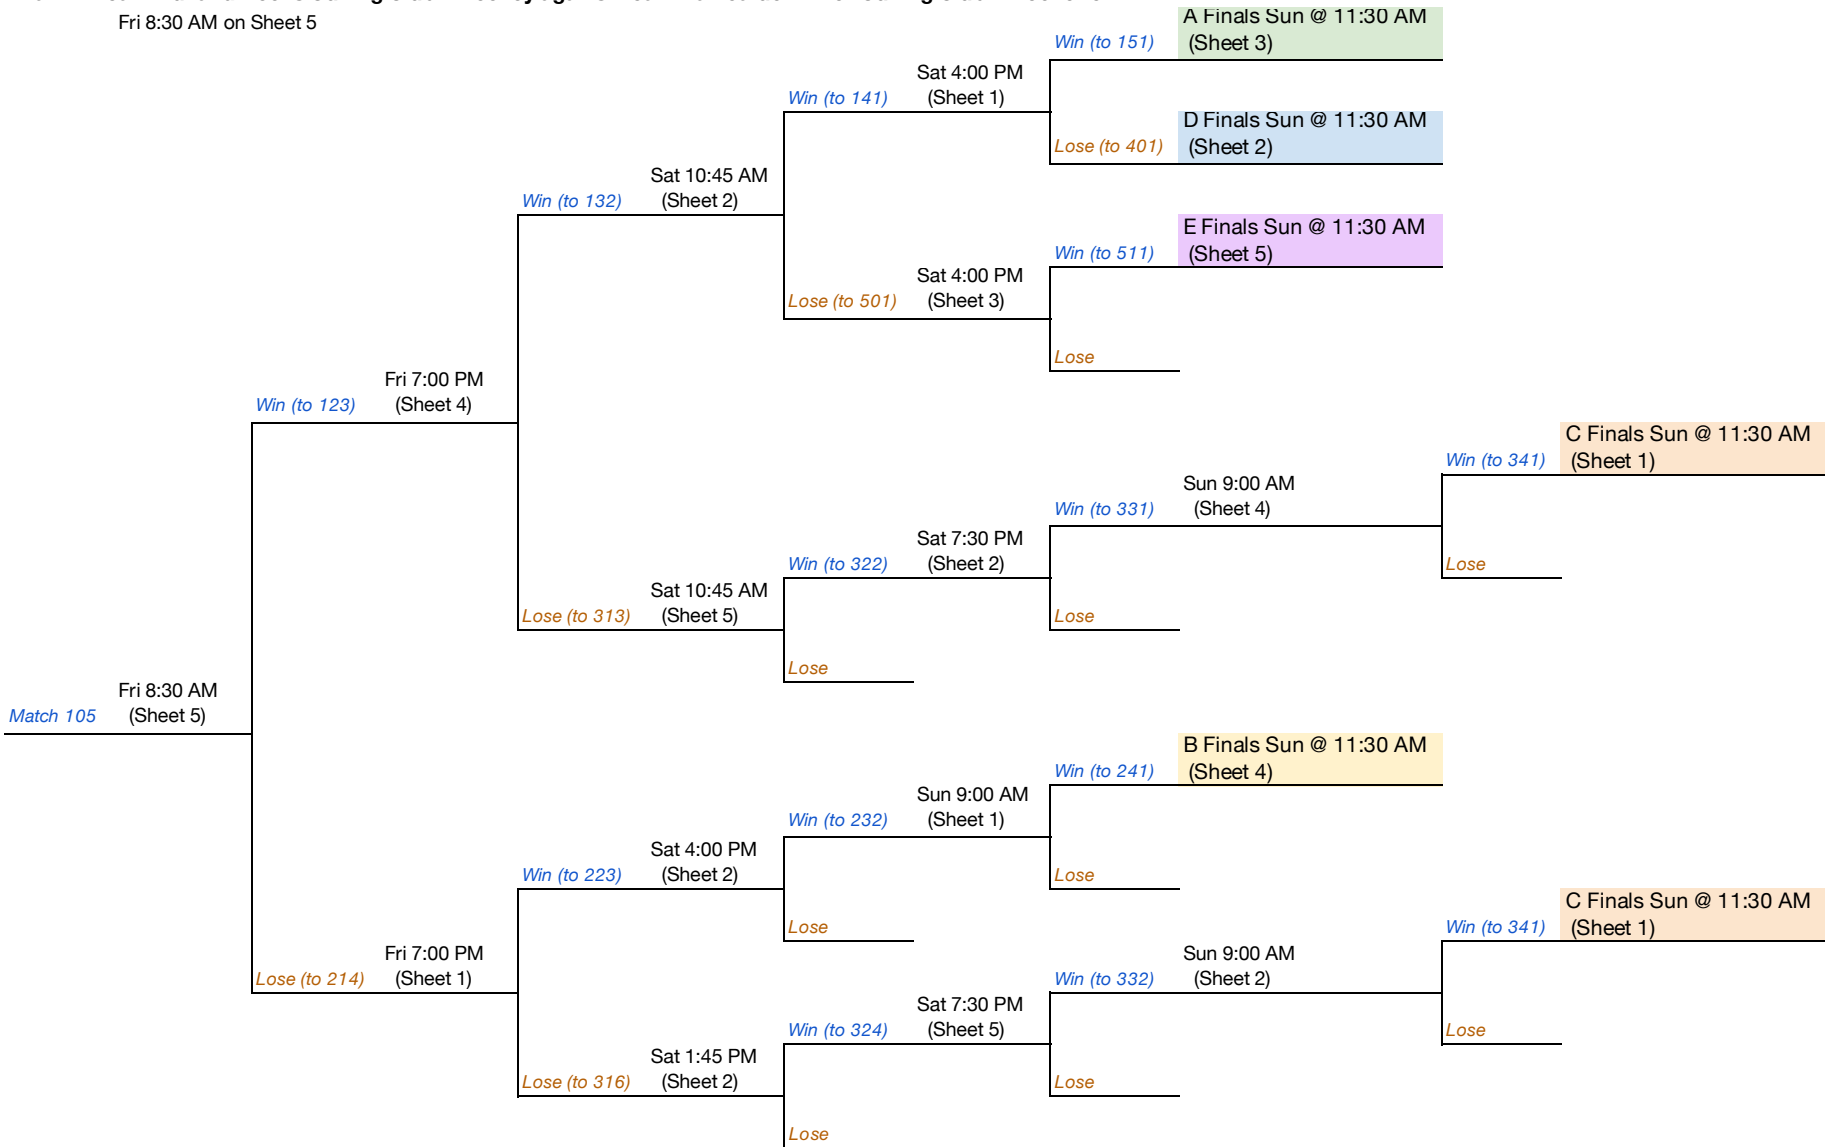 Fri 8:30 AM on Sheet 5
A Finals Sun @ 11:30 AM
Win (to 151) (Sheet 3)
Sat 4:00 PM
Win (to 141) (Sheet 1)
D Finals Sun @ 11:30 AM
Lose (to 401) (Sheet 2)
Sat 10:45 AM
Win (to 132) (Sheet 2)
E Finals Sun @ 11:30 AM
Win (to 511) (Sheet 5)
Sat 4:00 PM
Lose (to 501) (Sheet 3)
Lose
Fri 7:00 PM
Win (to 123) (Sheet 4)
C Finals Sun @ 11:30 AM
Win (to 341) (Sheet 1)
Sun 9:00 AM
Win (to 331) (Sheet 4)
Sat 7:30 PM
Win (to 322) (Sheet 2)
Lose
Sat 10:45 AM
Lose (to 313) (Sheet 5)
Lose
Lose
Fri 8:30 AM
Match 105 (Sheet 5)
B Finals Sun @ 11:30 AM
Win (to 241) (Sheet 4)
Sun 9:00 AM
Win (to 232) (Sheet 1)
Sat 4:00 PM
Win (to 223) (Sheet 2)
Lose
C Finals Sun @ 11:30 AM
Win (to 341) (Sheet 1)
Lose
Fri 7:00 PM
Lose (to 214) (Sheet 1)
Sun 9:00 AM
Win (to 332) (Sheet 2)
Sat 7:30 PM
Win (to 324) (Sheet 5)
Lose
Sat 1:45 PM
Lose (to 316) (Sheet 2)
Lose
Lose